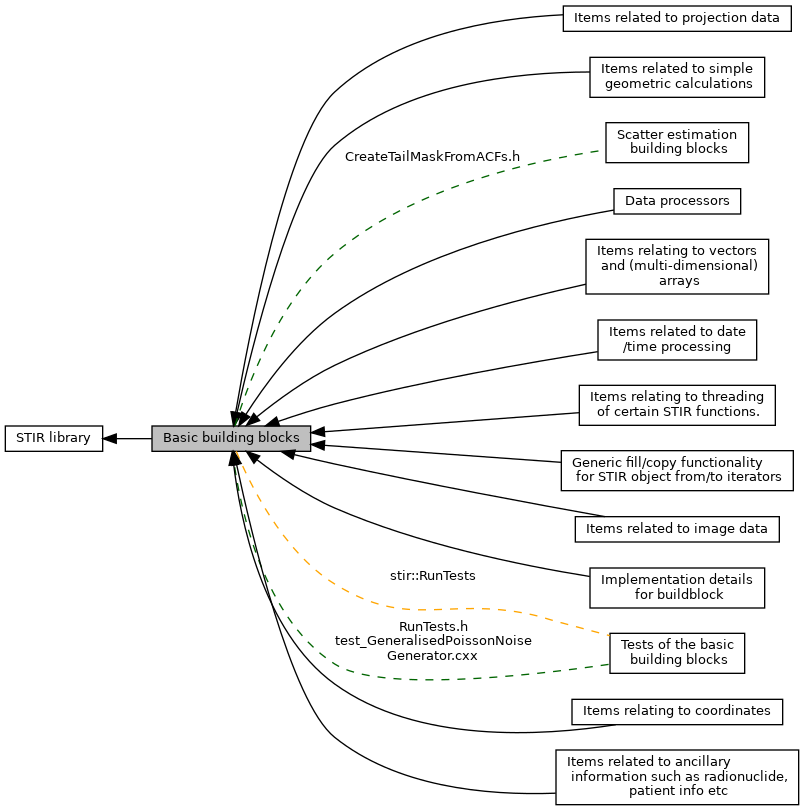 Items related to projection data
Items related to simple
geometric calculations
Scatter estimation
building blocks
CreateTailMaskFromACFs.h
Data processors
Items relating to vectors
and (multi-dimensional)
arrays
Items related to date
/time processing
Items relating to threading
of certain STIR functions.
STIR library
Basic building blocks
Generic fill/copy functionality
for STIR object from/to iterators
Items related to image data
Implementation details
for buildblock
stir::RunTests
RunTests.h
test_GeneralisedPoissonNoise
Generator.cxx
Tests of the basic
building blocks
Items relating to coordinates
Items related to ancillary
information such as radionuclide,
patient info etc